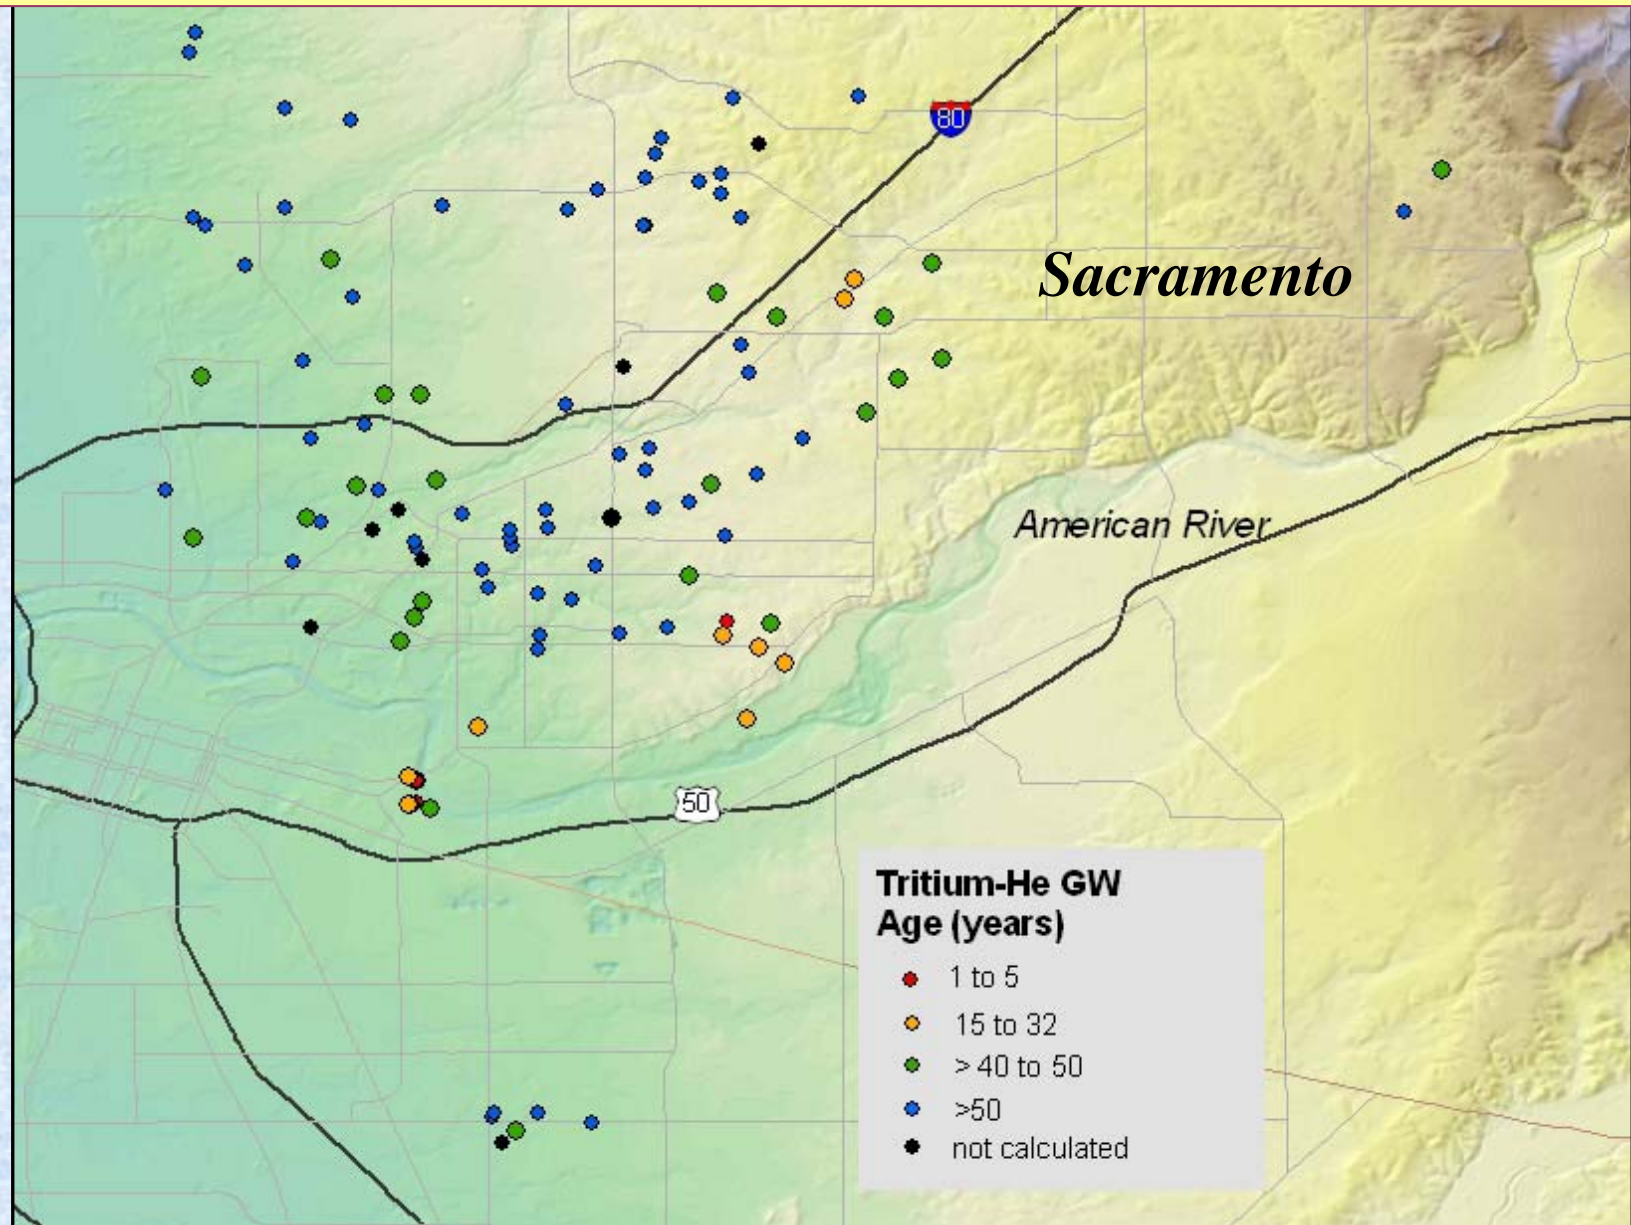 80
Sacramento
American River
50
Tritium-He GW
Age (years)
1 to 5
15 to 32
> 40 to 50
>50
not calculated